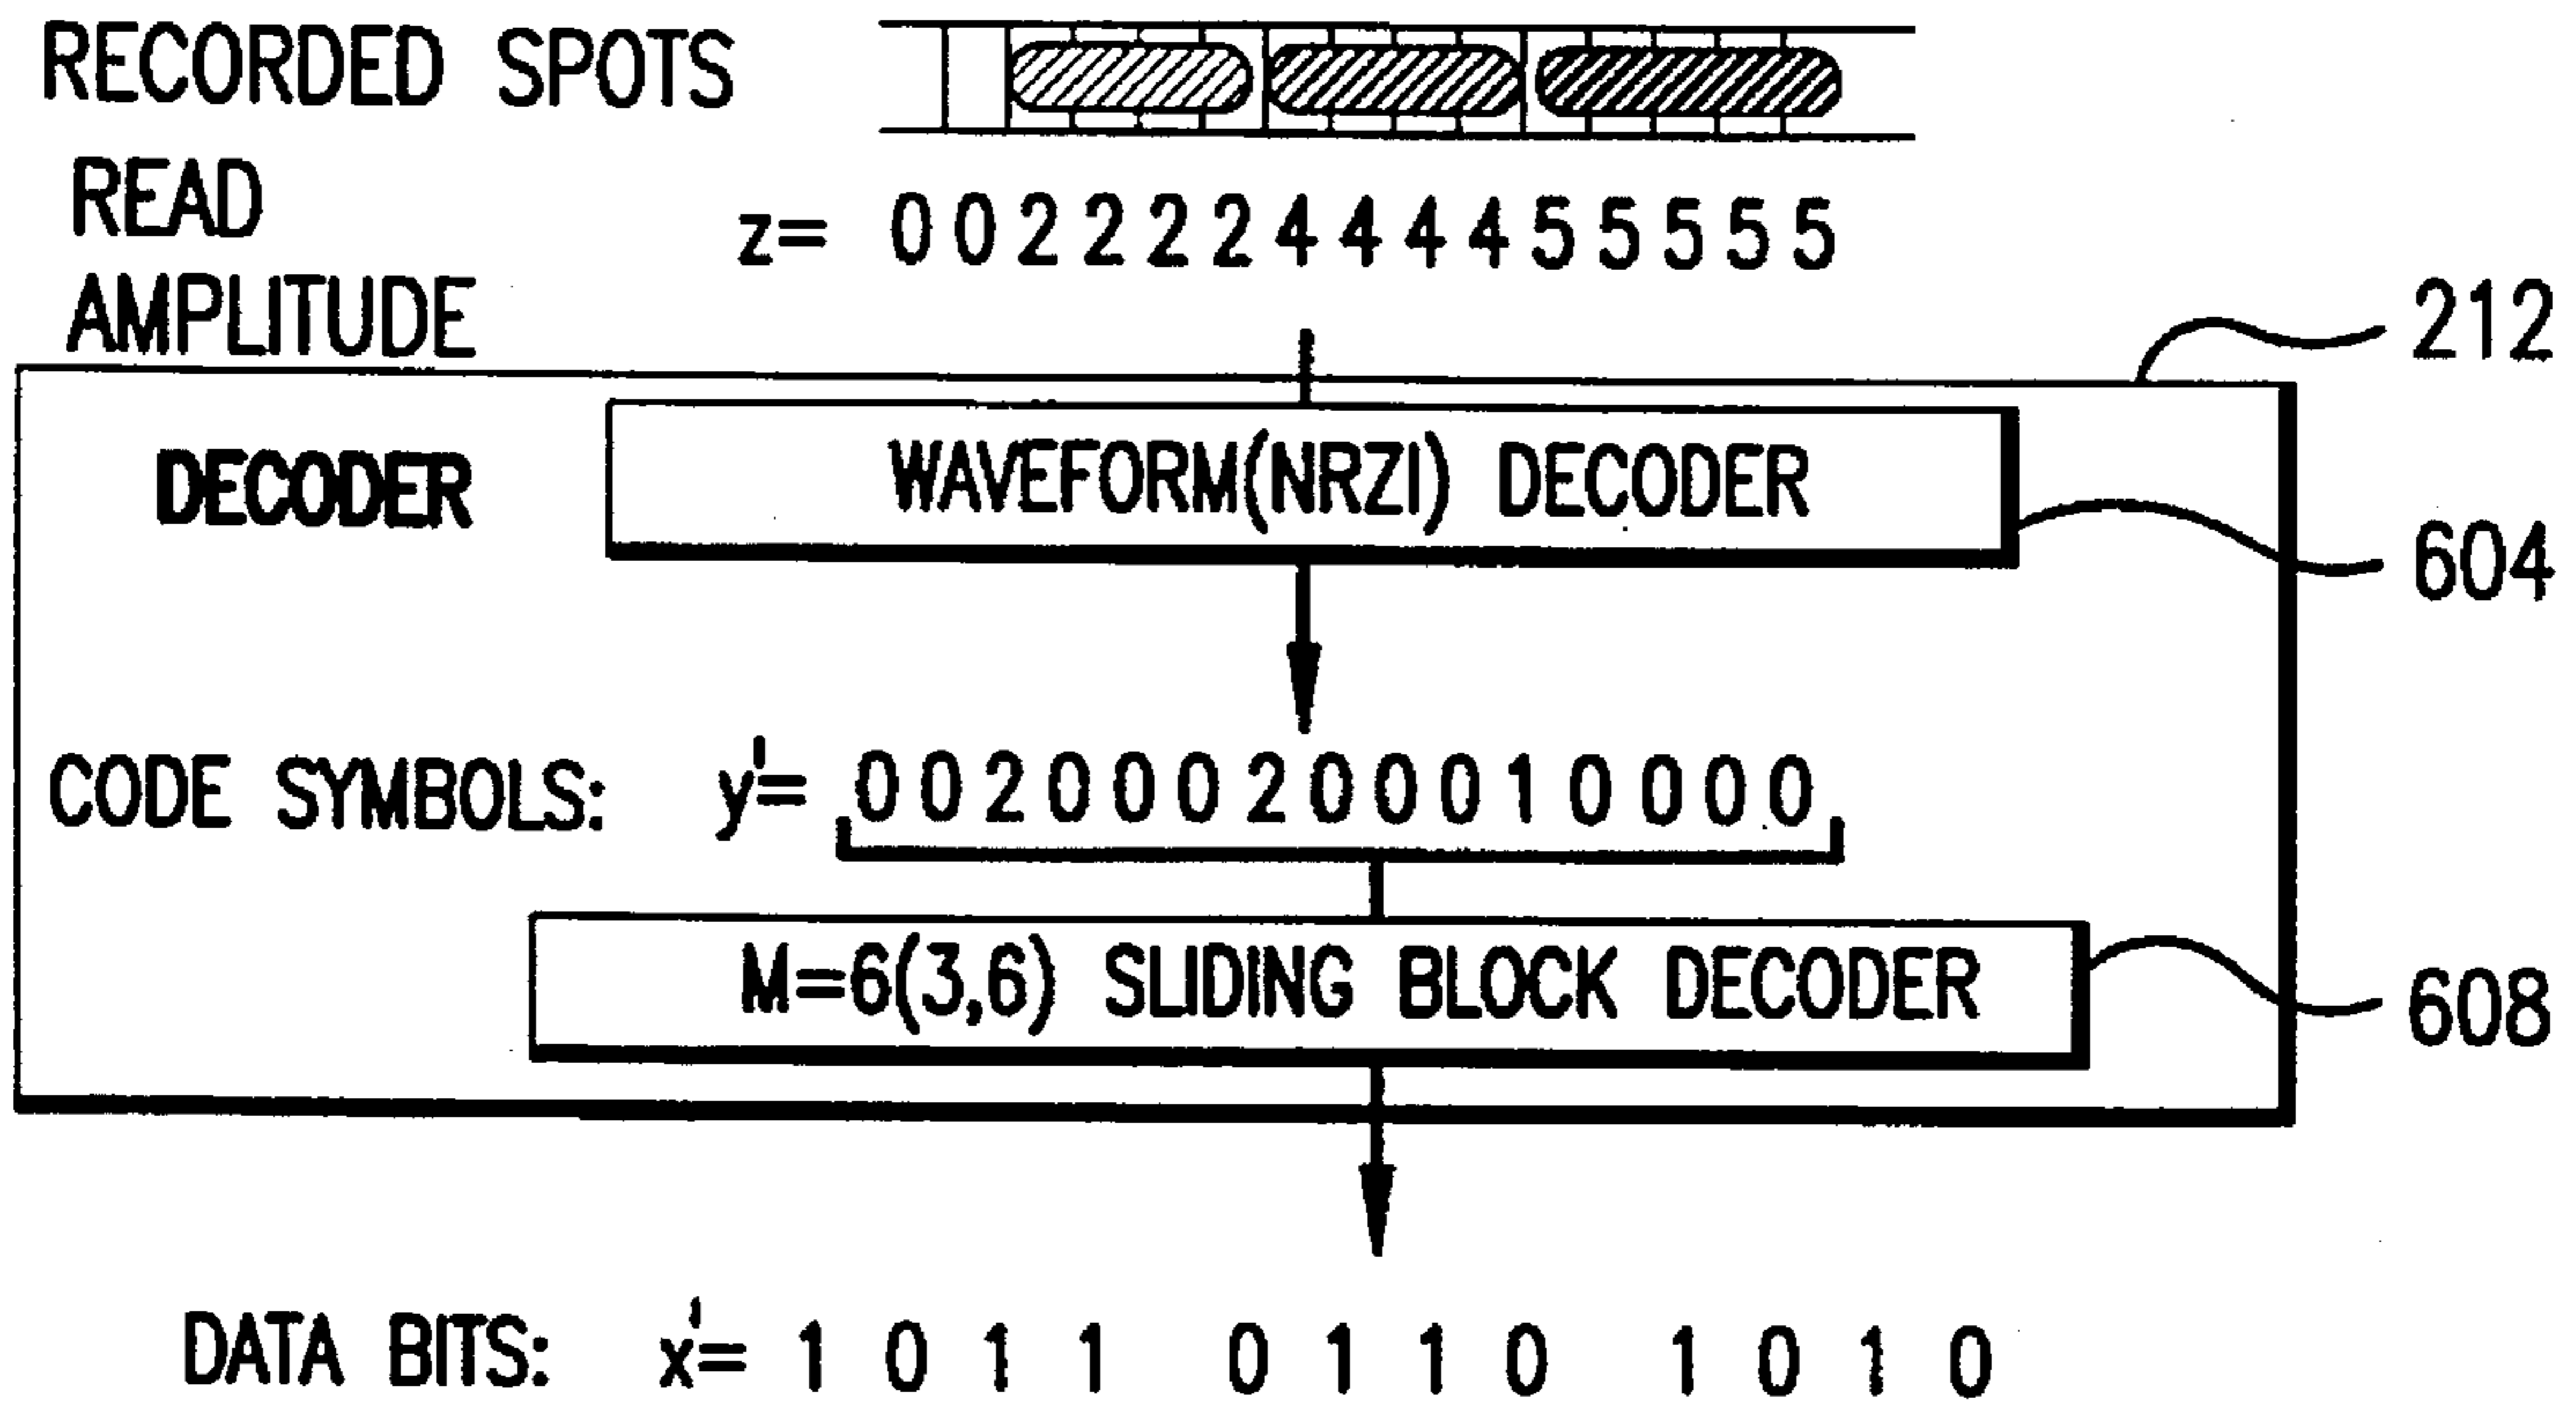 RECORDED SPOTS
READ
AMPLITUDE
z= 0 0 2 2 2 2 4 4 4 4 5 5 5 5 5
212
DECODER
WAVEFORM(NRZI) DECODER
604
CODE SYMBOLS: y'= 0 0 2 0 0 0 2 0 0 0 1 0 0 0 0
M=6(3,6) SLIDING BLOCK DECODER
608
DATA BITS: x'= 1 0 1 1 0 1 1 0 1 0 1 0